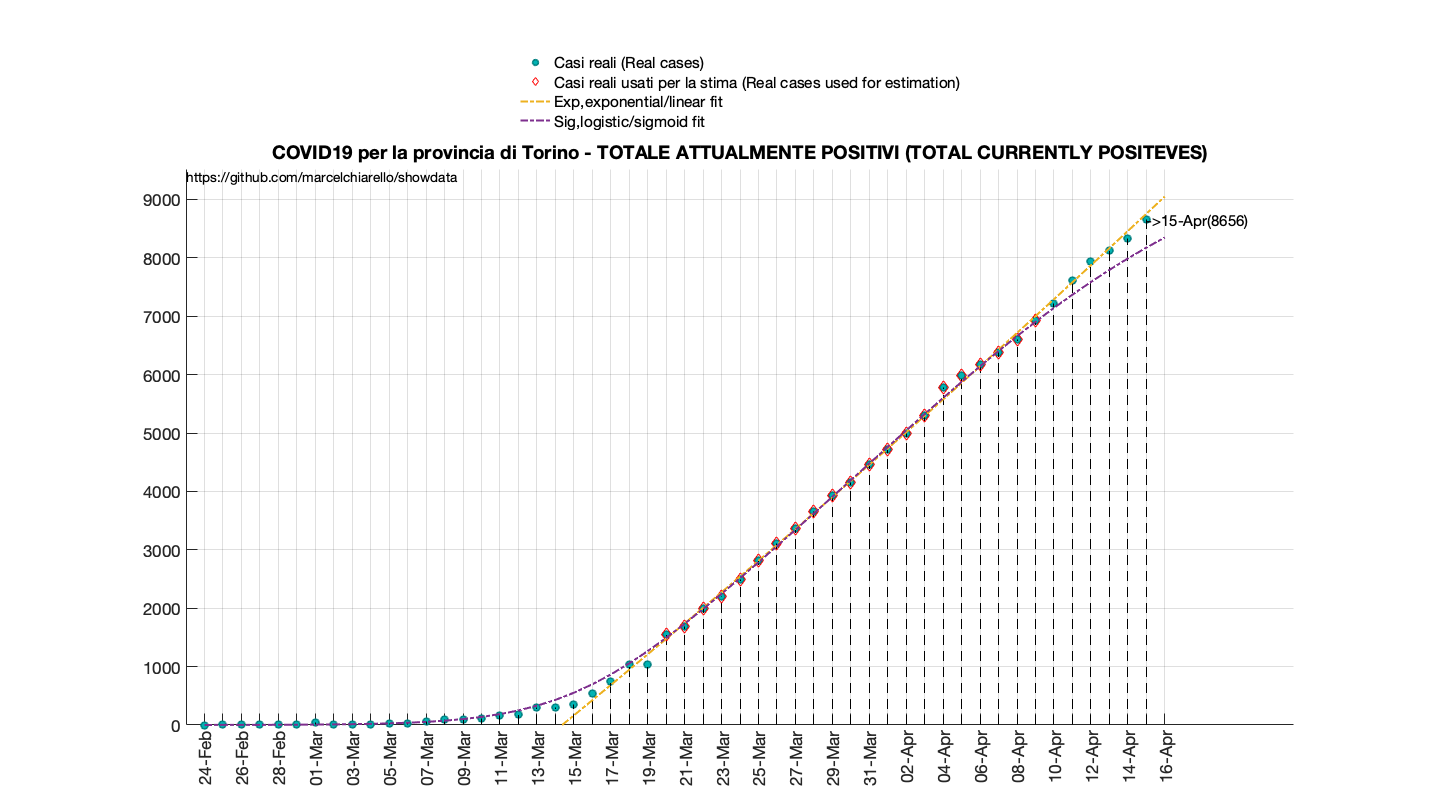 Casi reali (Real cases)
Casi reali usati per la stima (Real cases used for estimation)
Exp,exponential/linear fit
Sig,logistic/sigmoid fit
COVID19 per la provincia di Torino - TOTALE ATTUALMENTE POSITIVI (TOTAL CURRENTLY POSITEVES)
https://github.com/marcelchiarello/showdata
9000
->15-Apr(8656)
8000
7000
6000
5000
4000
3000
2000
1000
0
24-Feb
26-Feb
28-Feb
01-Mar
03-Mar
05-Mar
07-Mar
09-Mar
11-Mar
13-Mar
15-Mar
17-Mar
19-Mar
21-Mar
23-Mar
25-Mar
27-Mar
29-Mar
31-Mar
02-Apr
04-Apr
06-Apr
08-Apr
10-Apr
12-Apr
14-Apr
16-Apr